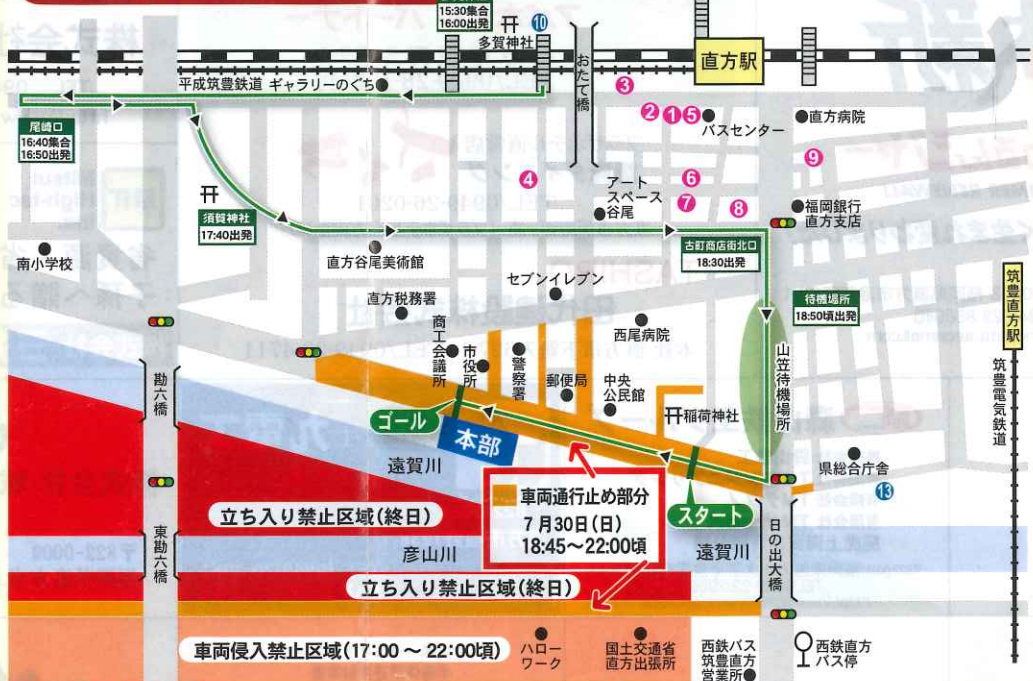 15:30集合
16:00出発
10
多賀神社
おたて橋
直方駅
平成筑豊鉄道 ギャラリーのぐち
3
2
1
5
バスセンター
直方病院
尾崎口
16:40集合
16:50出発
9
4
アート
スペース
谷尾
6
7
8
福岡銀行
直方支店
須賀神社
17:40出発
南小学校
直方谷尾美術館
古町商店街北口
18:30出発
セブンイレブン
待機場所
18:50頃出発
筑豊直方駅
直方税務署
西尾病院
商工会議所
市役所
警察署
郵便局
中央
公民館
稲荷神社
山笠待機場所
筑豊電気鉄道
勘六橋
ゴール
本部
遠賀川
県総合庁舎
13
車両通行止め部分
7月30日(日)
18:45~22:00頃
スタート
立ち入り禁止区域(終日)
遠賀川
日の出大橋
東勘六橋
彦山川
立ち入り禁止区域(終日)
車両侵入禁止区域(17:00 ~ 22:00頃)
ハロー
ワーク
国土交通省
直方出張所
西鉄バス
筑豊直方
営業所
西鉄直方
バス停